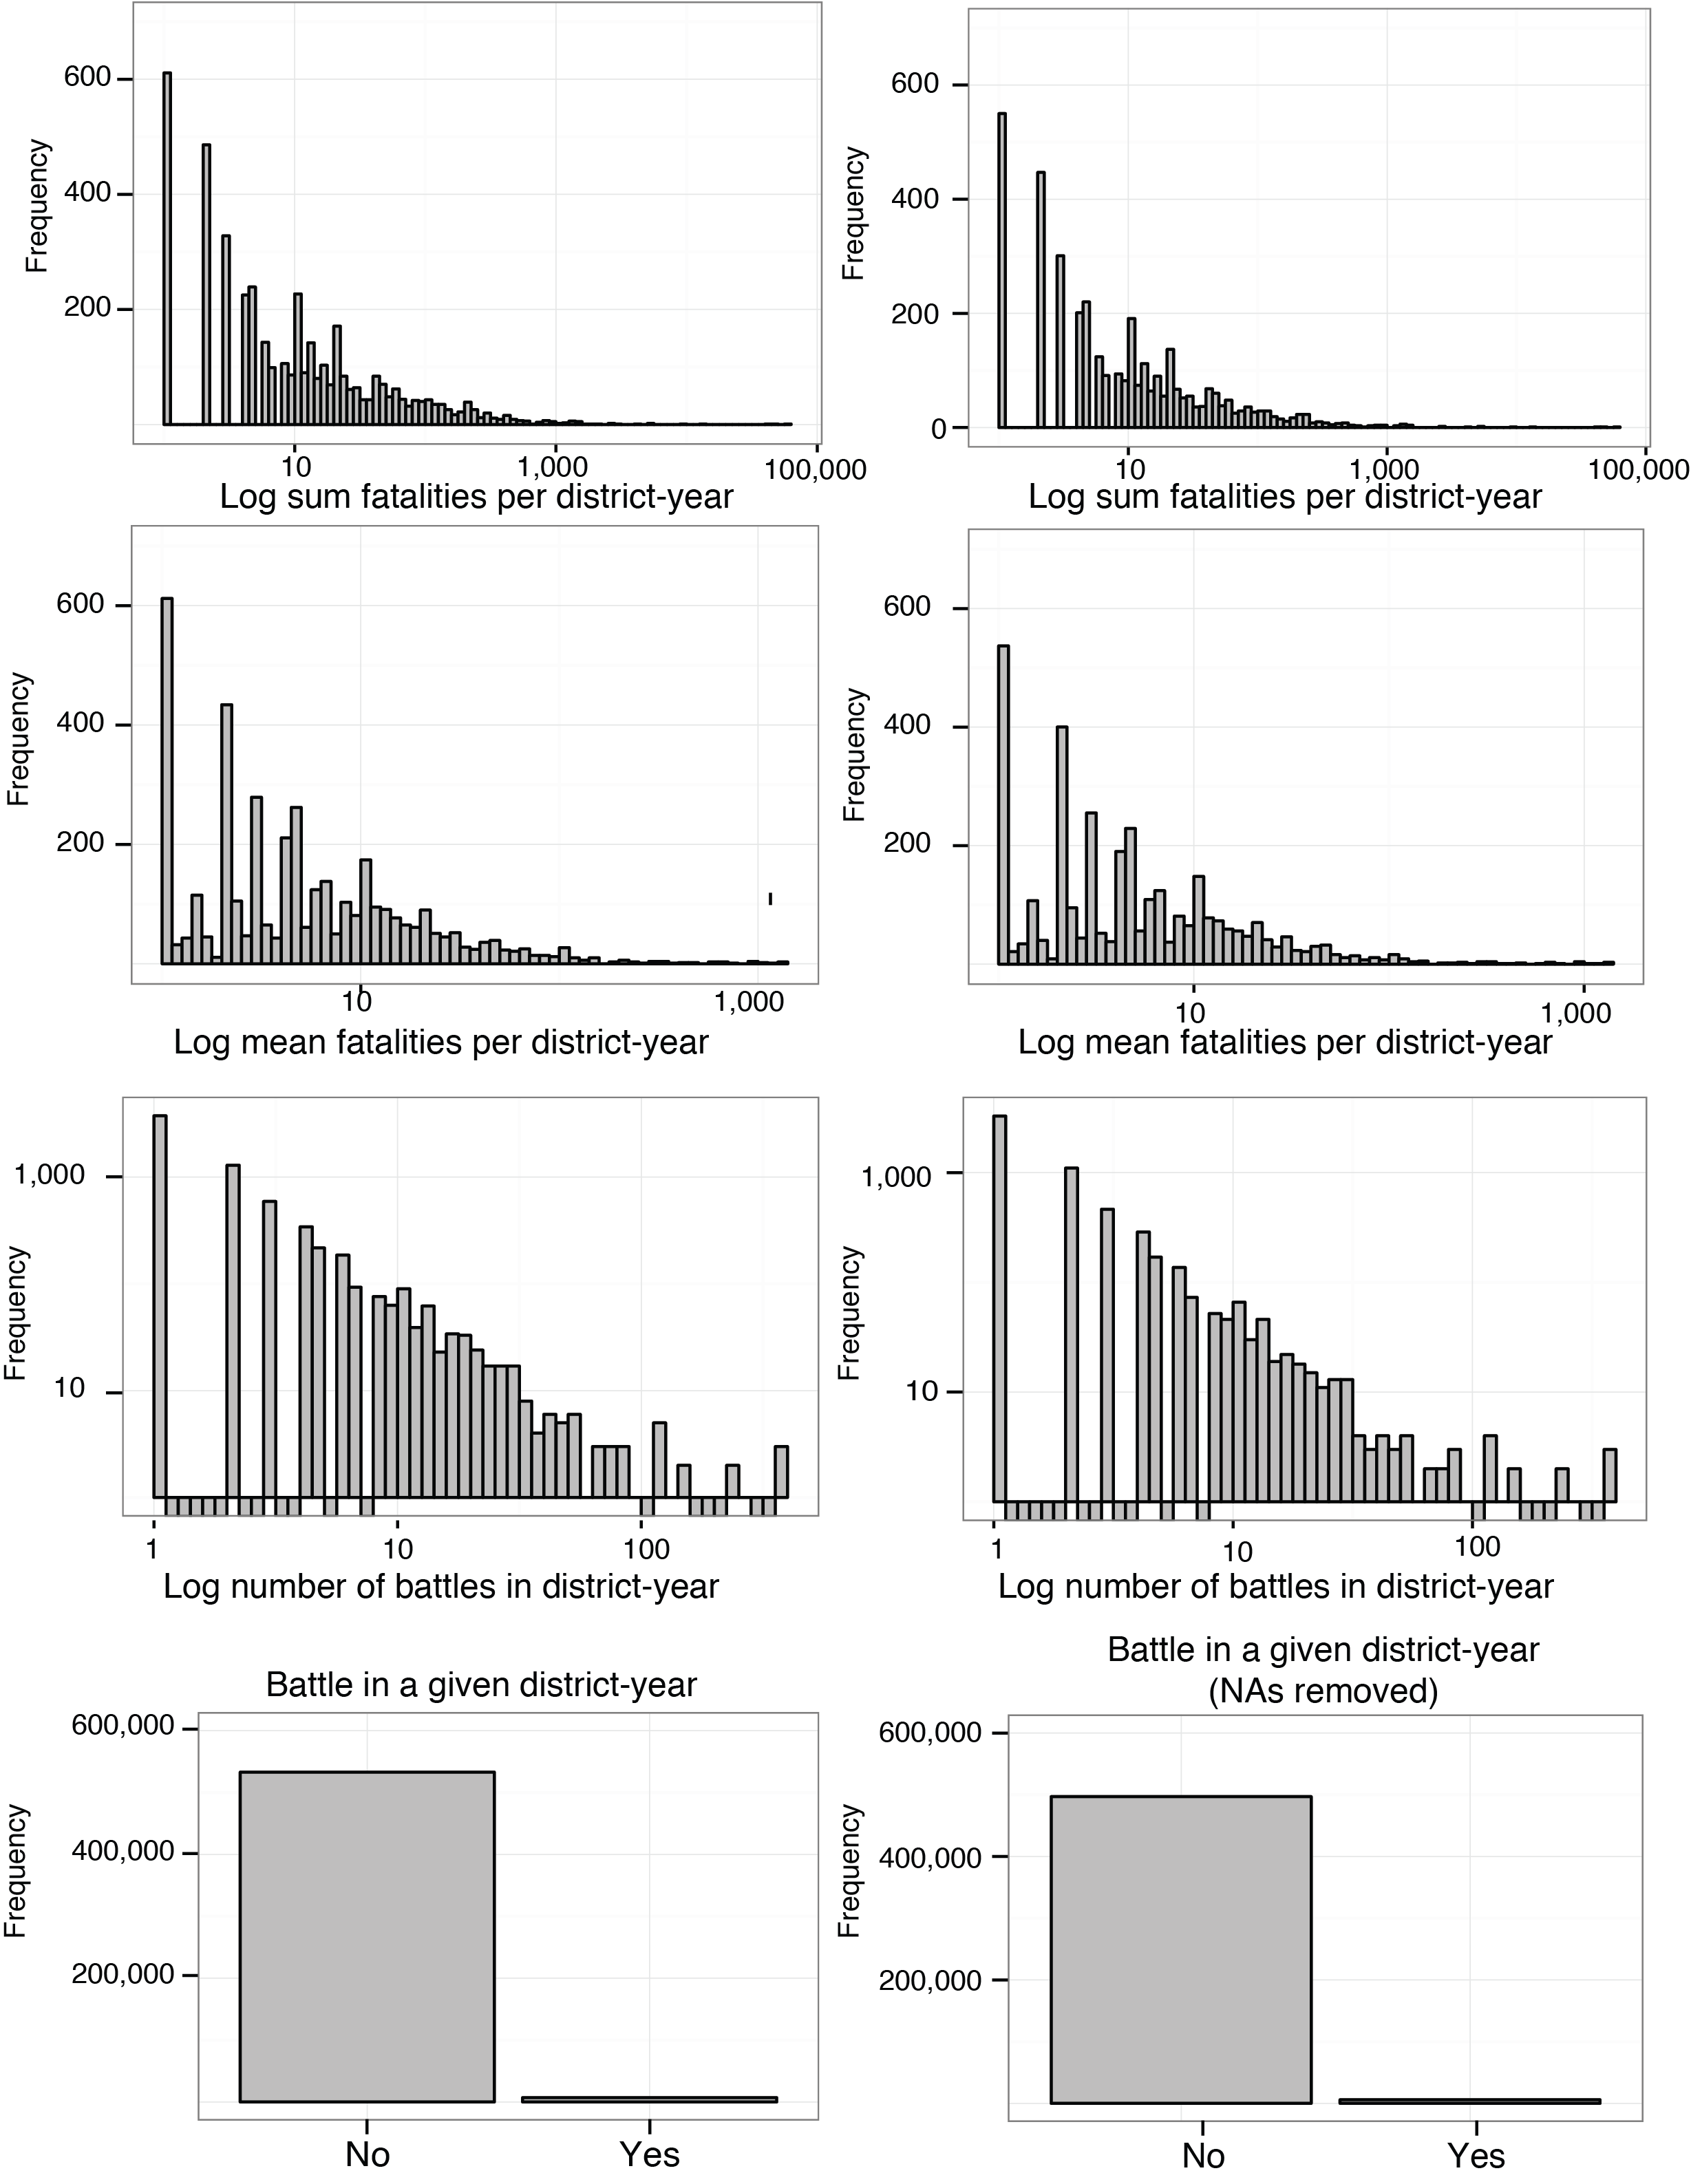 600
400
200
Frequency
10
1,000
100,000
Log sum fatalities per district-year
600
400
200
0
Frequency
10
1,000
100,000
Log sum fatalities per district-year
600
400
200
Frequency
10
1,000
Log mean fatalities per district-year
600
400
200
Frequency
10
1,000
Log mean fatalities per district-year
1,000
10
Frequency
1
10
100
Log number of battles in district-year
1,000
10
Frequency
1
10
100
Log number of battles in district-year
Battle in a given district-year
600,000
400,000
200,000
Frequency
No
Yes
Battle in a given district-year
(NAs removed)
600,000
400,000
200,000
Frequency
No
Yes